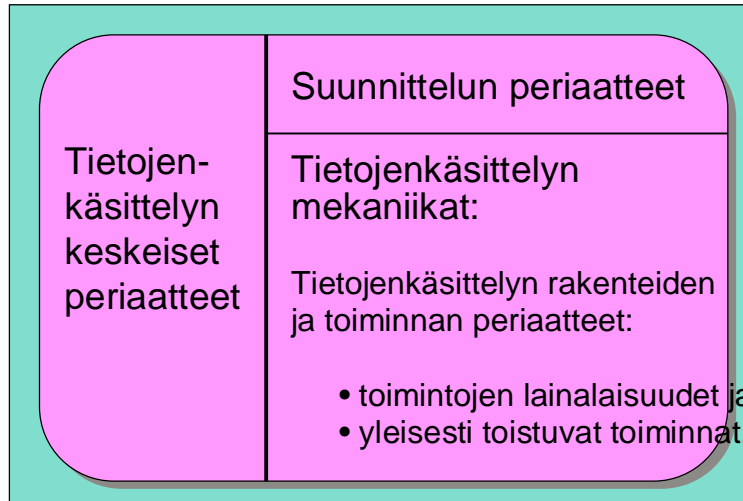 Tietojen-
käsittelyn
keskeiset
periaatteet
Suunnittelun periaatteet
Tietojenkäsittelyn
mekaniikat:
Tietojenkäsittelyn rakenteiden
ja toiminnan periaatteet:
• toimintojen lainalaisuudet ja
• yleisesti toistuvat toiminnat